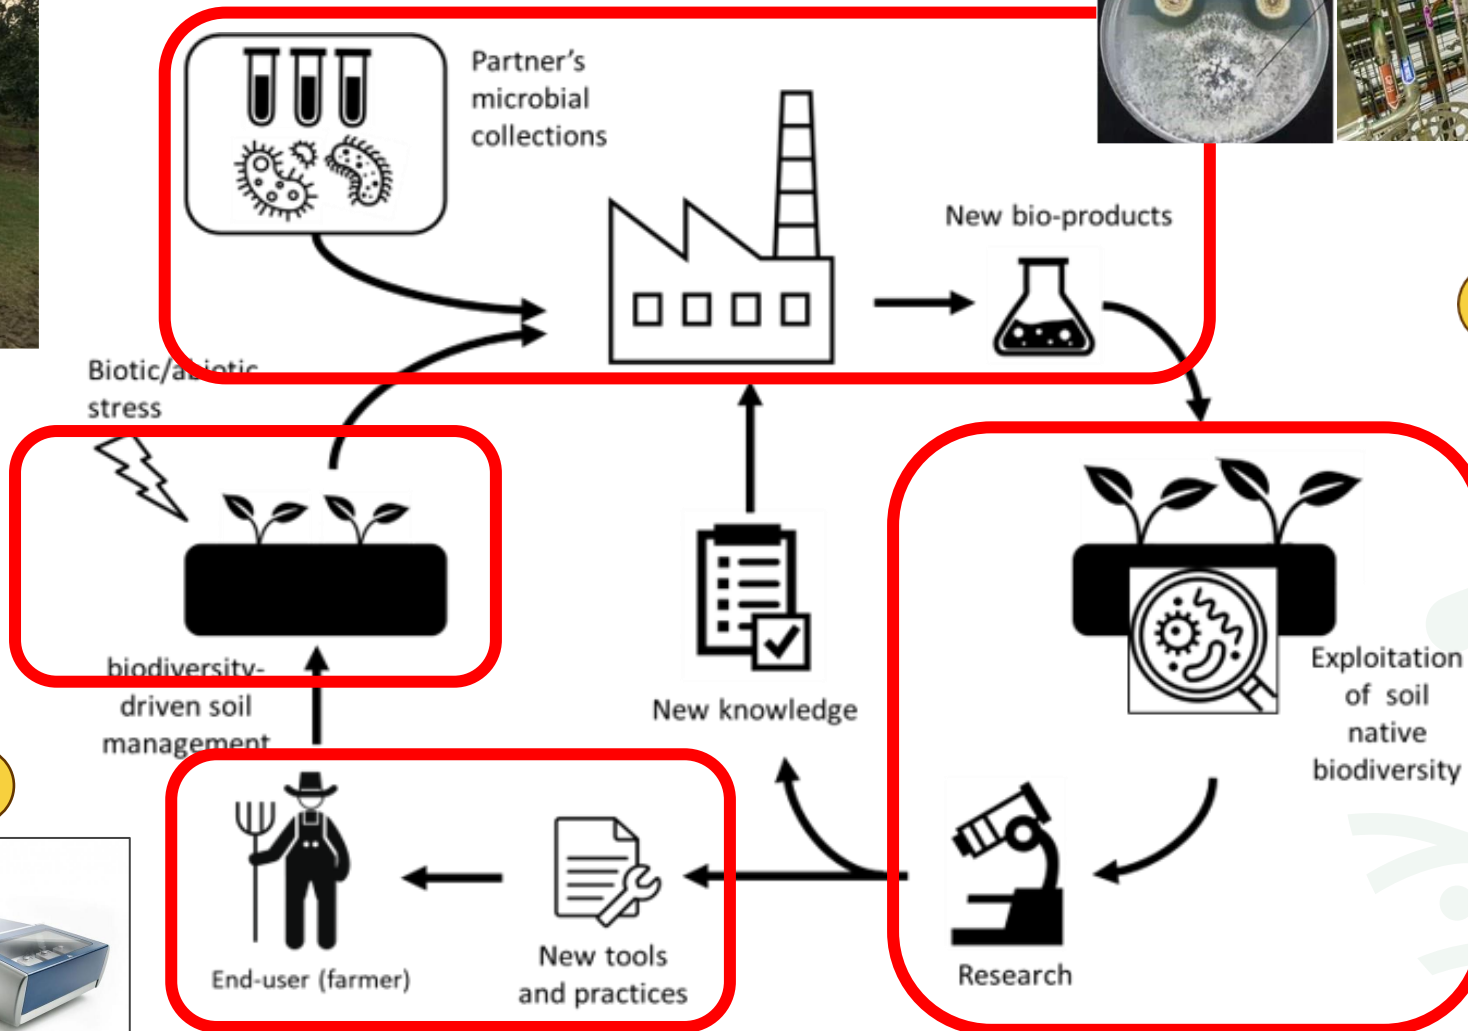 Partner's
microbial
collections
New bio-products
Biotic/abiotic
stress
biodiversity-
driven soil
management
New knowledge
Exploitation
of soil
native
biodiversity
End-user (farmer)
New tools
and practices
Research